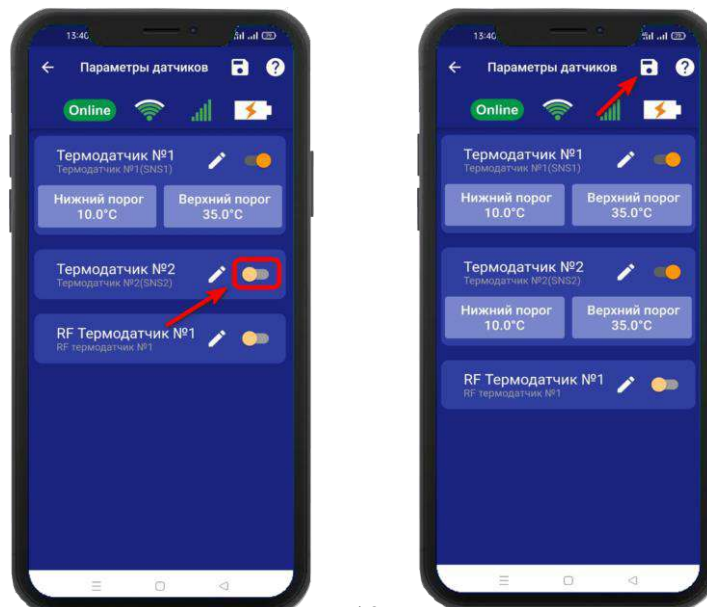 13:40
Параметры датчиков
Online
Термодатчик №1
Термодатчик №1(SNS1)
Нижний порог
10.0°C
Верхний порог
35.0°C
Термодатчик №2
Термодатчик №2(SNS2)
RF Термодатчик №1
RF термодатчик №1
13:40
Параметры датчиков
Online
Термодатчик №1
Термодатчик №1(SNS1)
Нижний порог
10.0°C
Верхний порог
35.0°C
Термодатчик №2
Термодатчик №2(SNS2)
Нижний порог
10.0°C
Верхний порог
35.0°C
RF Термодатчик №1
RF термодатчик №1